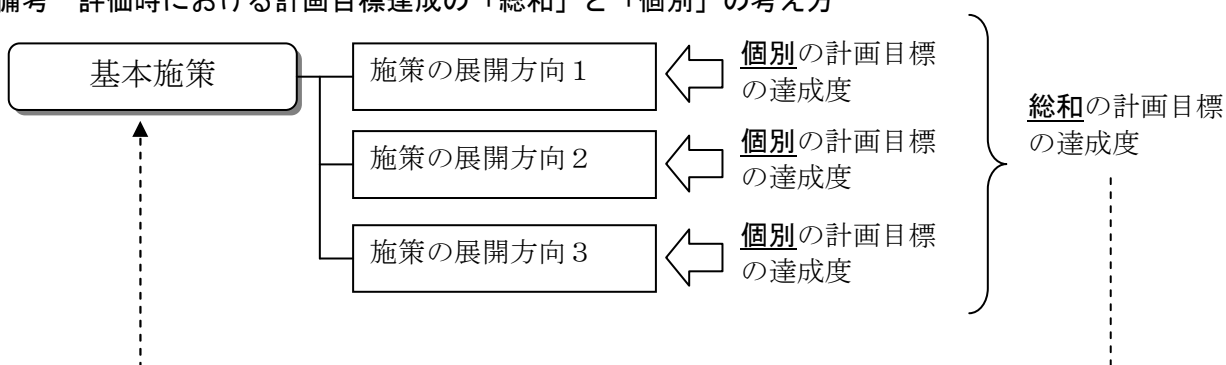 備考 評価時における計画目標達成の「総和」と「個別」の考え方
基本施策
施策の展開方向１
個別の計画目標
の達成度
施策の展開方向２
個別の計画目標
の達成度
施策の展開方向３
個別の計画目標
の達成度
総和の計画目標
の達成度